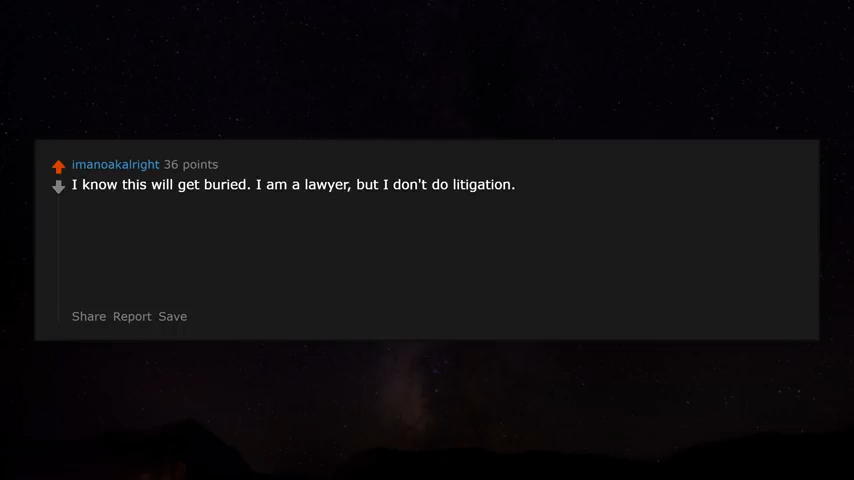 imanoakalright 36 points
I know this will get buried. I am a lawyer, but I don't do litigation.
Share Report Save